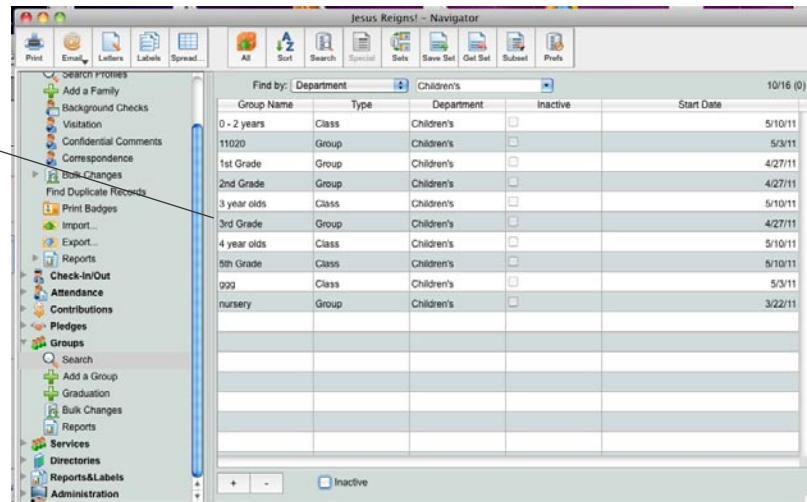 Jesus Reigns! - Navigator
Print Email Letters Labels Spread... All Sort Search Special Sets Save Set Get Set Subset Prefs
Search Profiles
Add a Family
Background Checks
Visitation
Confidential Comments
Correspondence
Bulk Changes
Find Duplicate Records
Print Badges
Import...
Export...
Reports
Check-In/Out
Attendance
Contributions
Pledges
Groups
Search
Add a Group
Graduation
Bulk Changes
Reports
Services
Directories
Reports&Labels
Administration
Find by: Department Children's 10/16 (0)
Group Name Type Department Inactive Start Date
0 - 2 years Class Children's 5/10/11
11020 Group Children's 5/3/11
1st Grade Group Children's 4/27/11
2nd Grade Group Children's 4/27/11
3 year olds Class Children's 5/10/11
3rd Grade Group Children's 4/27/11
4 year olds Class Children's 5/10/11
5th Grade Class Children's 5/10/11
ggg Class Children's 5/3/11
nursery Group Children's 3/22/11
+ - Inactive